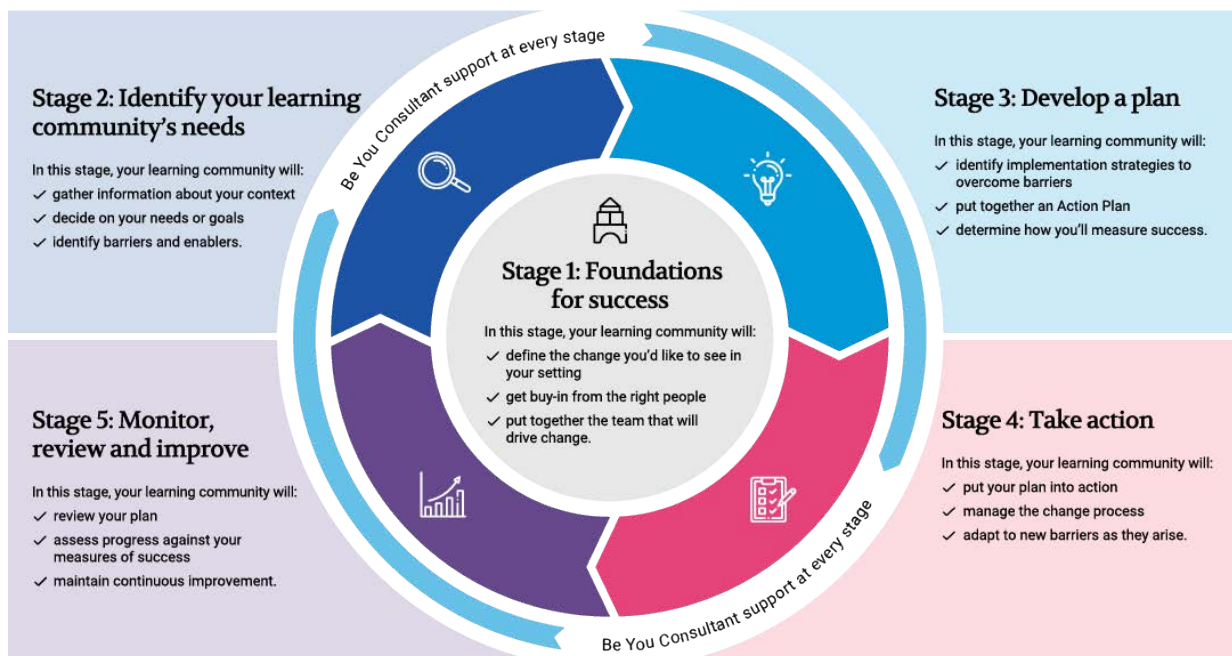 Be You Consultant support at every stage
Stage 2: Identify your learning
community's needs
In this stage, your learning community will:
✓ gather information about your context
✓ decide on your needs or goals
✓ identify barriers and enablers.
Stage 3: Develop a plan
In this stage, your learning community will:
✓ identify implementation strategies to
overcome barriers
✓ put together an Action Plan
✓ determine how you'll measure success.
Stage 1: Foundations
for success
In this stage, your learning community will:
✓ define the change you'd like to see in
your setting
✓ get buy-in from the right people
✓ put together the team that will
drive change.
Stage 5: Monitor,
review and improve
In this stage, your learning community will:
✓ review your plan
✓ assess progress against your
measures of success
✓ maintain continuous improvement.
Stage 4: Take action
In this stage, your learning community will:
✓ put your plan into action
✓ manage the change process
✓ adapt to new barriers as they arise.
Be You Consultant support at every stage